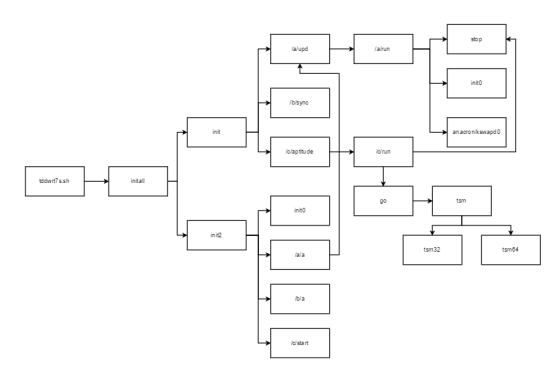 tddwrt7s.sh
initall
init
init2
/a/upd
/b/sync
/c/aptitude
init0
/a/a
/b/a
/c/start
/a/run
/c/run
go
stop
init0
anacron/kswapd0
tsm
tsm32
tsm64